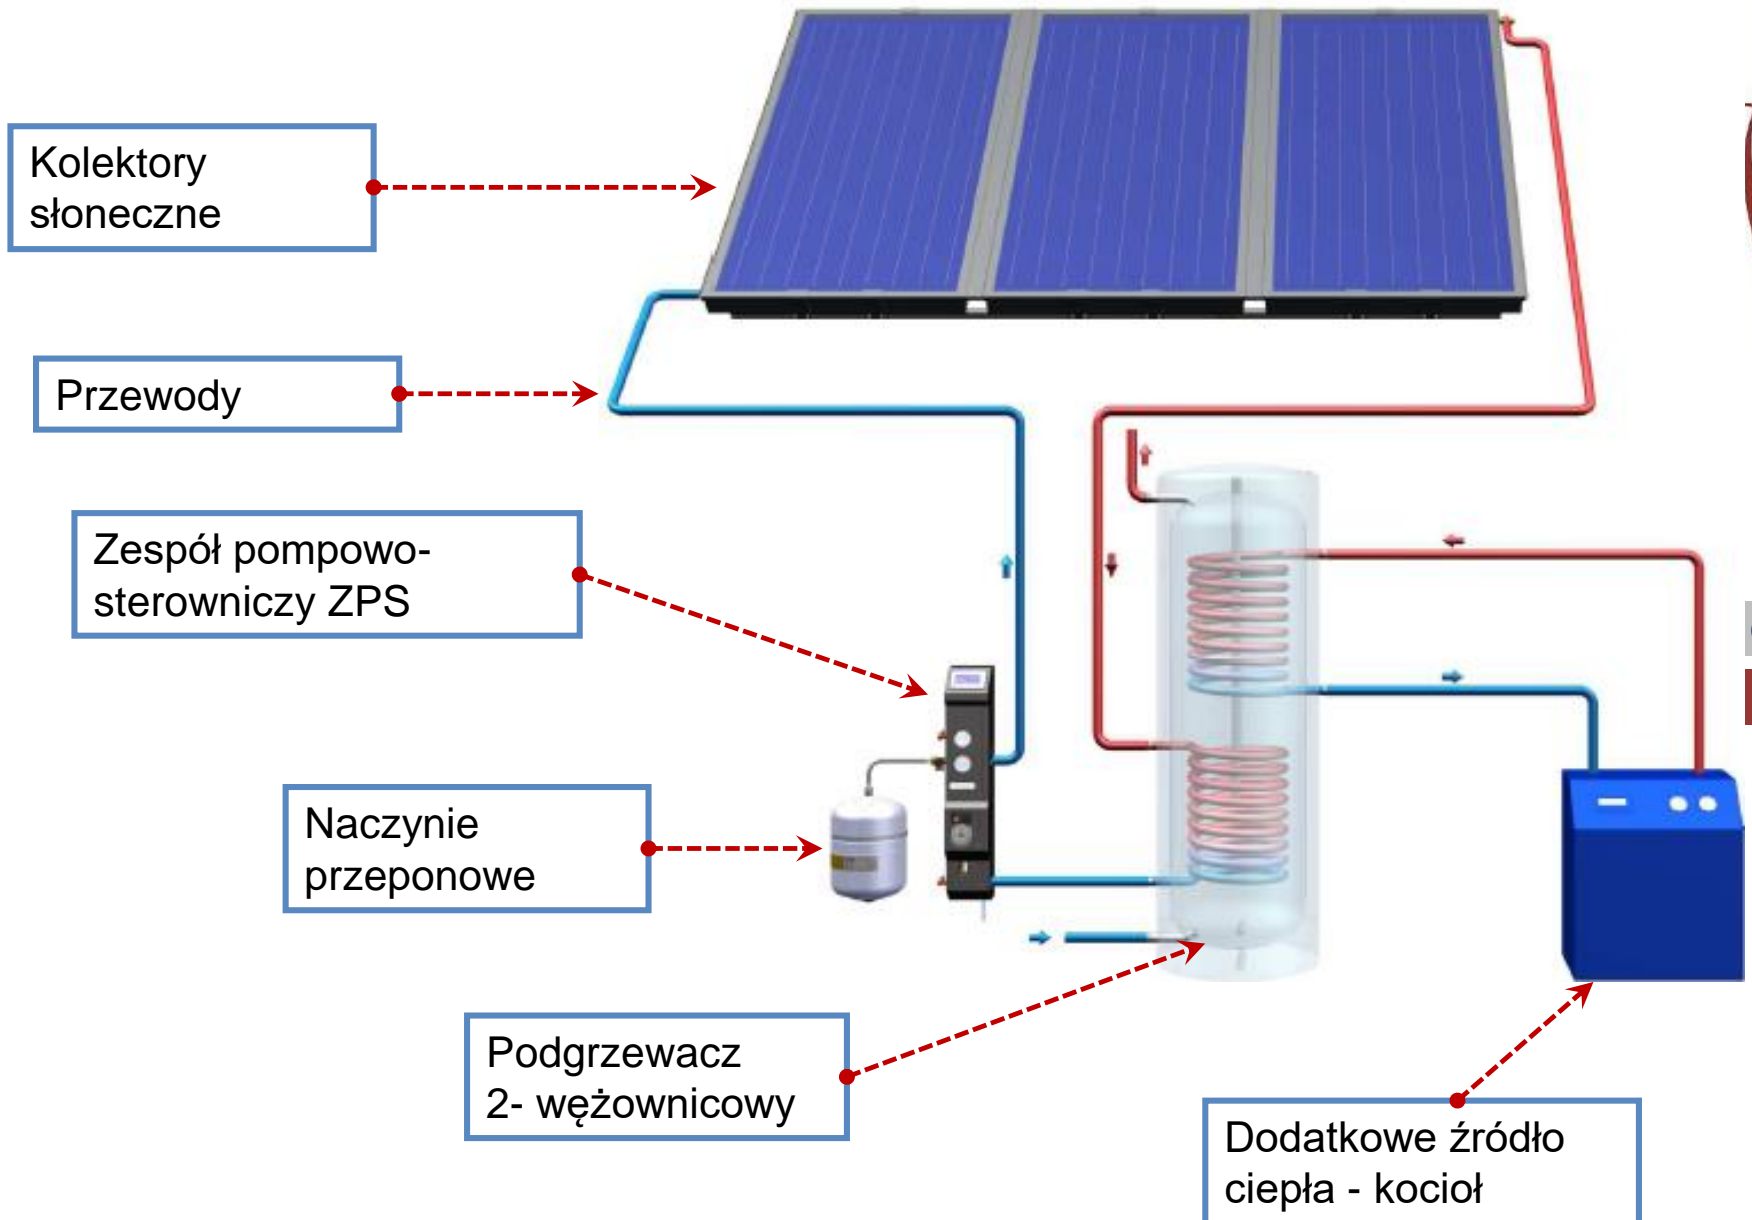 Kolektory
słoneczne
Przewody
Zespół pompowo-
sterowniczy ZPS
Naczynie
przeponowe
Podgrzewacz
2- wężownicowy
Dodatkowe źródło
ciepła - kocioł